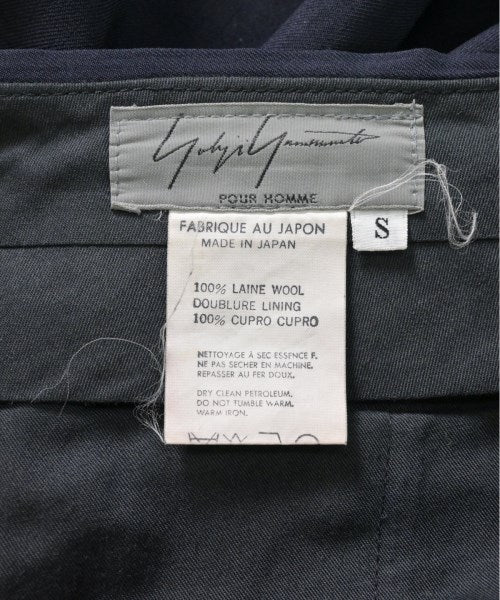 Yohji Yamamoto
POUR HOMME
S
FABRIQUE AU JAPON
MADE IN JAPAN
100% LAINE WOOL
DOUBLURE LINING
100% CUPRO CUPRO
NETTOYAGE À SEC ESSENCE F.
NE PAS SECHER EN MACHINE.
REPASSER AU FER DOUX.
DRY CLEAN PETROLEUM.
DO NOT TUMBLE WARM.
WARM IRON.